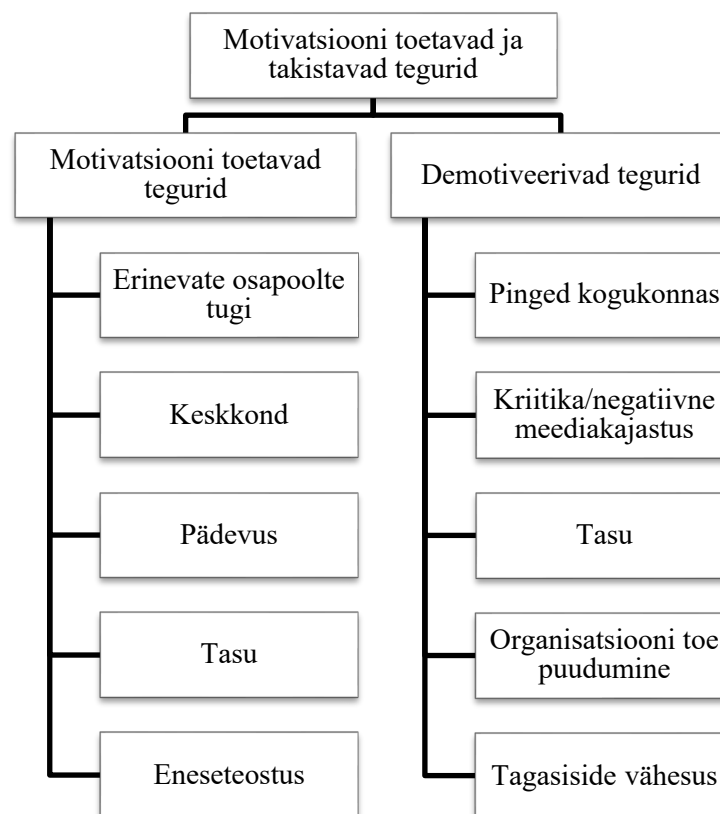 Motivatsiooni toetavad ja
takistavad tegurid
Motivatsiooni toetavad
tegurid
Erinevate osapoolte
tugi
Keskkond
Pädevus
Tasu
Eneseteostus
Demotiveerivad tegurid
Pinged kogukonnas
Kriitika/negatiivne
meediakajastus
Tasu
Organisatsiooni toe
puudumine
Tagasiside vähesus